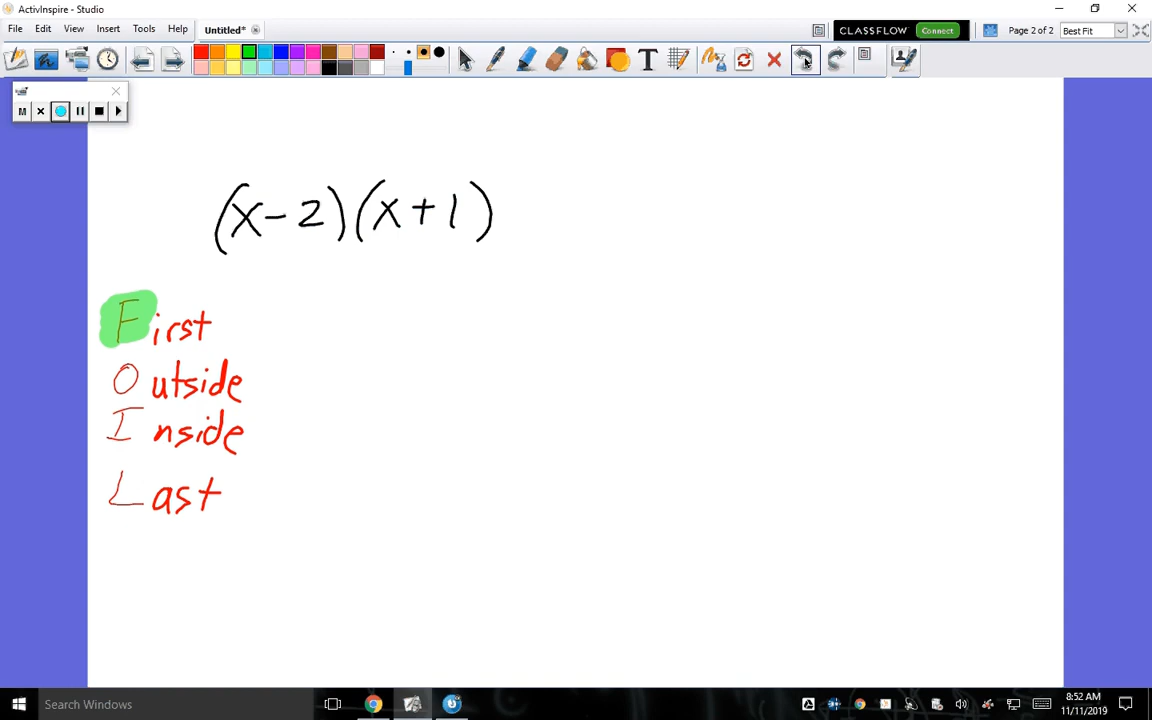 ActivInspire - Studio
File Edit View Insert Tools Help Untitled* CLASSFLOW Connect Page 2 of 2 Best Fit
T
M
(x-2)(x+1)
First
Outside
Inside
Last
Search Windows
8:52 AM
11/11/2019